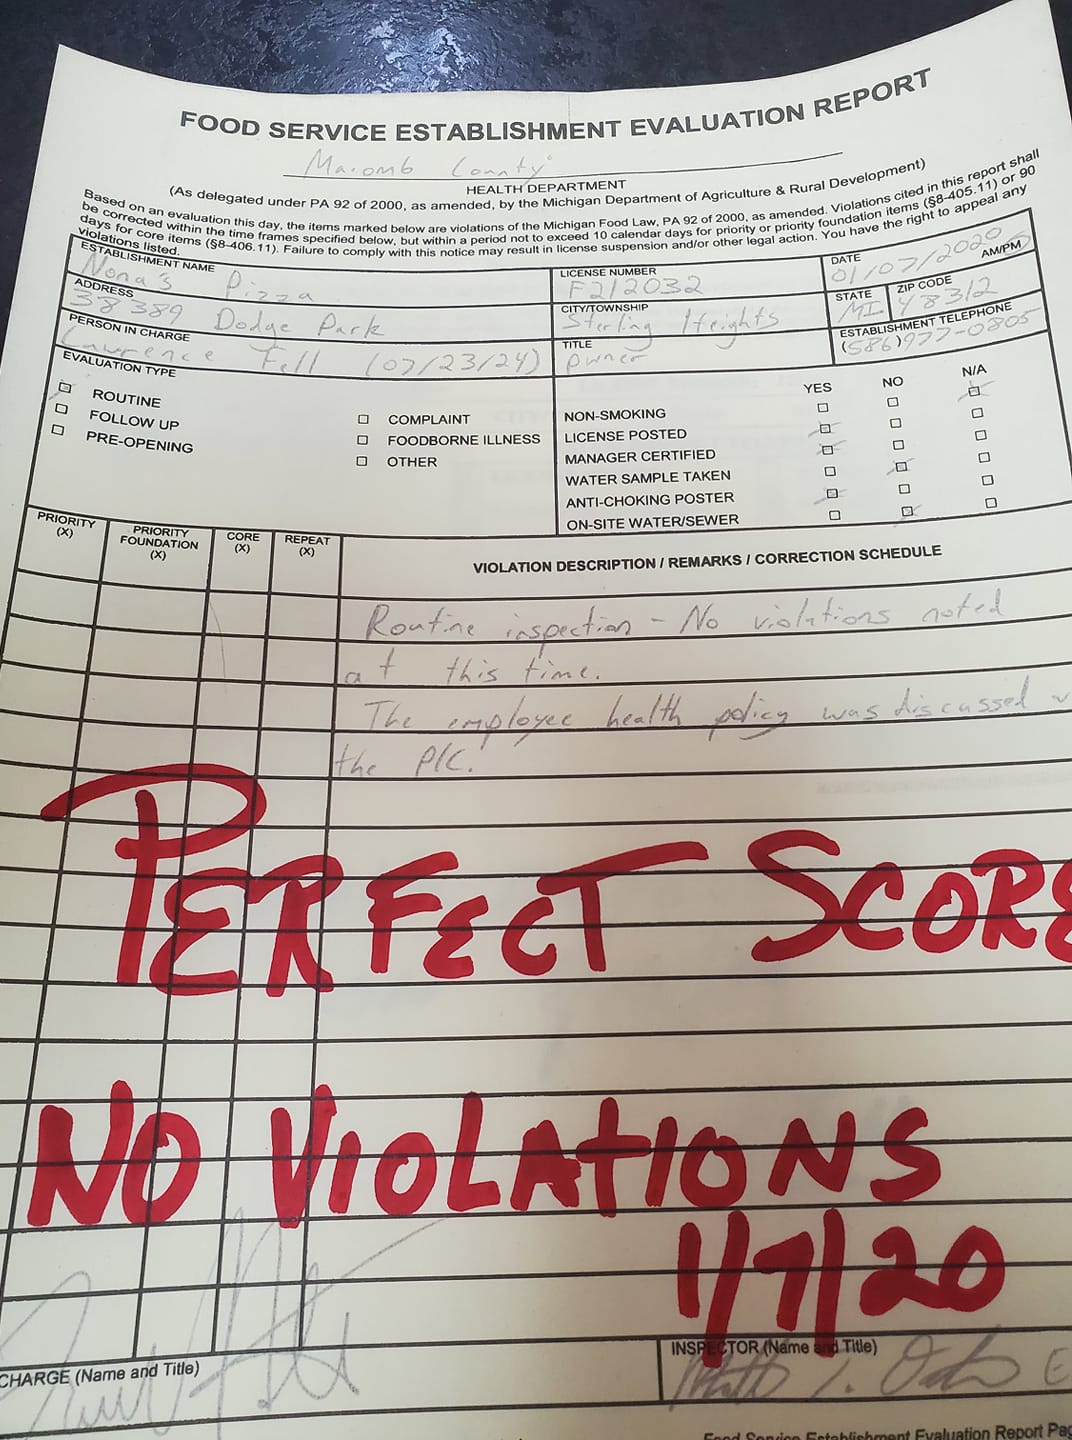 FOOD SERVICE ESTABLISHMENT EVALUATION REPORT
Macomb County
HEALTH DEPARTMENT
(As delegated under PA 92 of 2000, as amended, by the Michigan Department of Agriculture & Rural Development)
Based on an evaluation this day, the items marked below are violations of the Michigan Food Law, PA 92 of 2000, as amended. Violations cited in this report shall
be corrected within the time frames specified below, but within a period not to exceed 10 calendar days for priority or priority foundation items (§8-405.11) or 90
days for core items (§8-406.11). Failure to comply with this notice may result in license suspension and/or other legal action. You have the right to appeal any
violations listed.
ESTABLISHMENT NAME
Nona's Pizza
LICENSE NUMBER
F212032
DATE
01/07/2020
AM/PM
ADDRESS
38389 Dodge Park
CITY/TOWNSHIP
Sterling Heights
STATE
MI
ZIP CODE
48312
PERSON IN CHARGE
Lawrence Fell (07/23/24)
TITLE
owner
ESTABLISHMENT TELEPHONE
(586)977-0805
EVALUATION TYPE
ROUTINE
FOLLOW UP
PRE-OPENING
COMPLAINT
FOODBORNE ILLNESS
OTHER
YES NO N/A
NON-SMOKING
LICENSE POSTED
MANAGER CERTIFIED
WATER SAMPLE TAKEN
ANTI-CHOKING POSTER
ON-SITE WATER/SEWER
PRIORITY
(X)
PRIORITY
FOUNDATION
(X)
CORE
(X)
REPEAT
(X)
VIOLATION DESCRIPTION / REMARKS / CORRECTION SCHEDULE
Routine inspection - No violations noted
at this time.
The employee health policy was discussed
the PIC.
PERFECT SCORE
NO VIOLATIONS
1/7/20
CHARGE (Name and Title)
INSPECTOR (Name and Title)
Food Service Establishment Evaluation Report Pag